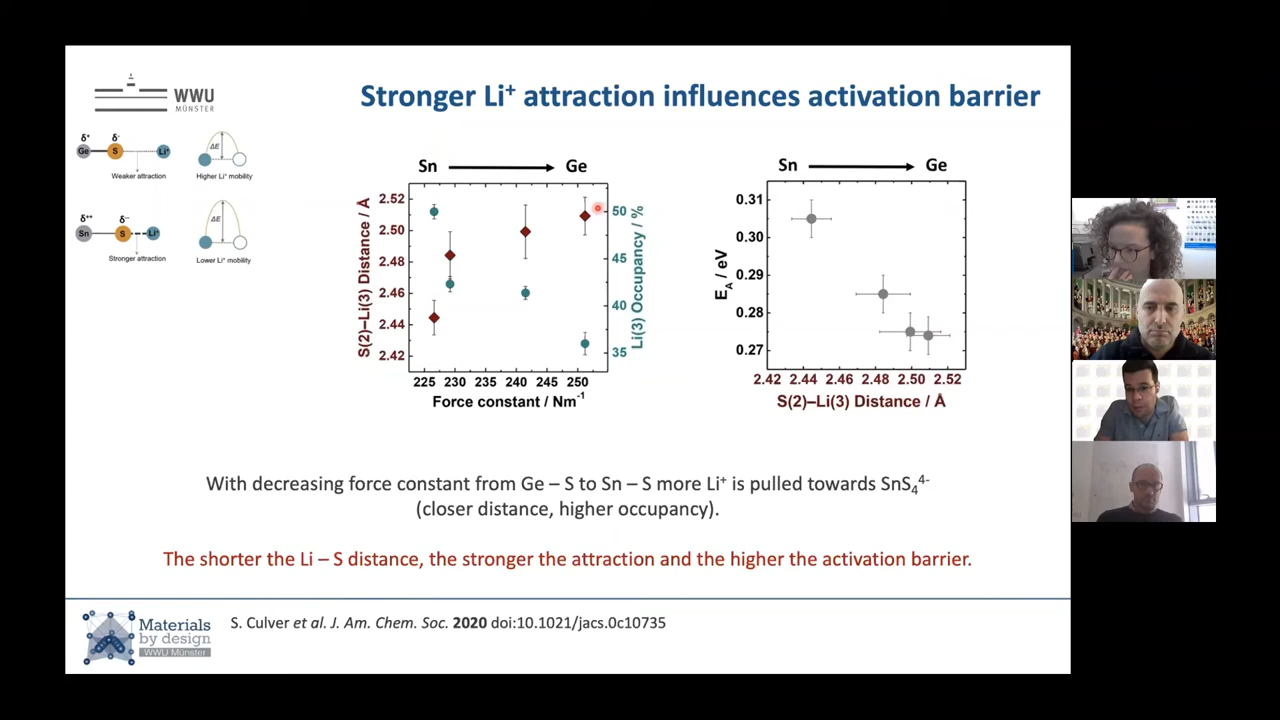 WWU
MÜNSTER
Stronger Li⁺ attraction influences activation barrier
δ⁺ δ⁻
Ge S Li⁺
Weaker attraction
ΔE
Higher Li⁺ mobility
δ⁺⁺ δ⁻
Sn S Li⁺
Stronger attraction
ΔE
Lower Li⁺ mobility
Sn Ge
S(2)–Li(3) Distance / Å
2.52
2.50
2.48
2.46
2.44
2.42
50
45
40
35
Li(3) Occupancy / %
225 230 235 240 245 250
Force constant / Nm⁻¹
Sn Ge
E_A / eV
0.31
0.30
0.29
0.28
0.27
2.42 2.44 2.46 2.48 2.50 2.52
S(2)–Li(3) Distance / Å
With decreasing force constant from Ge – S to Sn – S more Li⁺ is pulled towards SnS₄⁴⁻
(closer distance, higher occupancy).
The shorter the Li – S distance, the stronger the attraction and the higher the activation barrier.
Materials
by design
WWU Münster
S. Culver et al. J. Am. Chem. Soc. 2020 doi:10.1021/jacs.0c10735